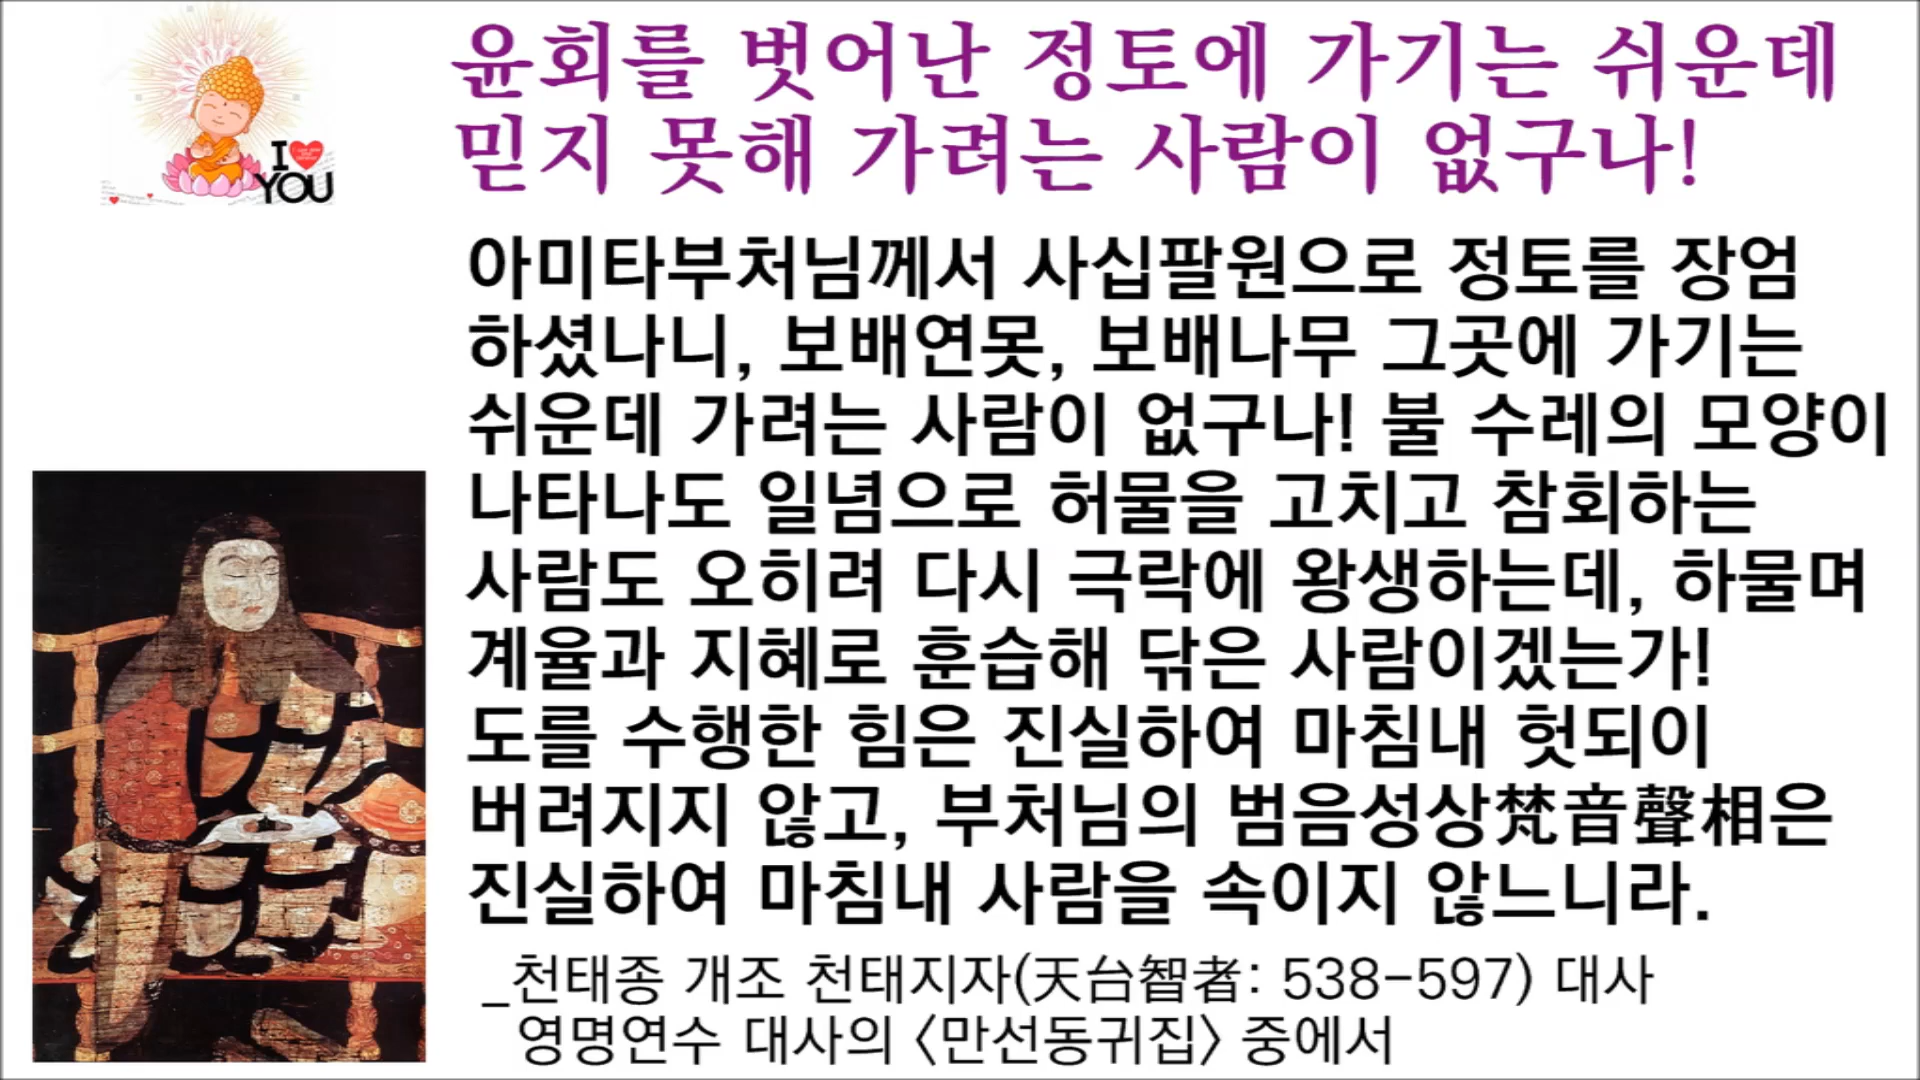 윤회를 벗어난 정토에 가기는 쉬운데
믿지 못해 가려는 사람이 없구나!
I
YOU
아미타부처님께서 사십팔원으로 정토를 장엄
하셨나니, 보배연못, 보배나무 그곳에 가기는
쉬운데 가려는 사람이 없구나! 불 수레의 모양이
나타나도 일념으로 허물을 고치고 참회하는
사람도 오히려 다시 극락에 왕생하는데, 하물며
계율과 지혜로 훈습해 닦은 사람이겠는가!
도를 수행한 힘은 진실하여 마침내 헛되이
버려지지 않고, 부처님의 범음성상梵音聲相은
진실하여 마침내 사람을 속이지 않느니라.
_천태종 개조 천태지자(天台智者: 538-597) 대사
영명연수 대사의 〈만선동귀집〉 중에서